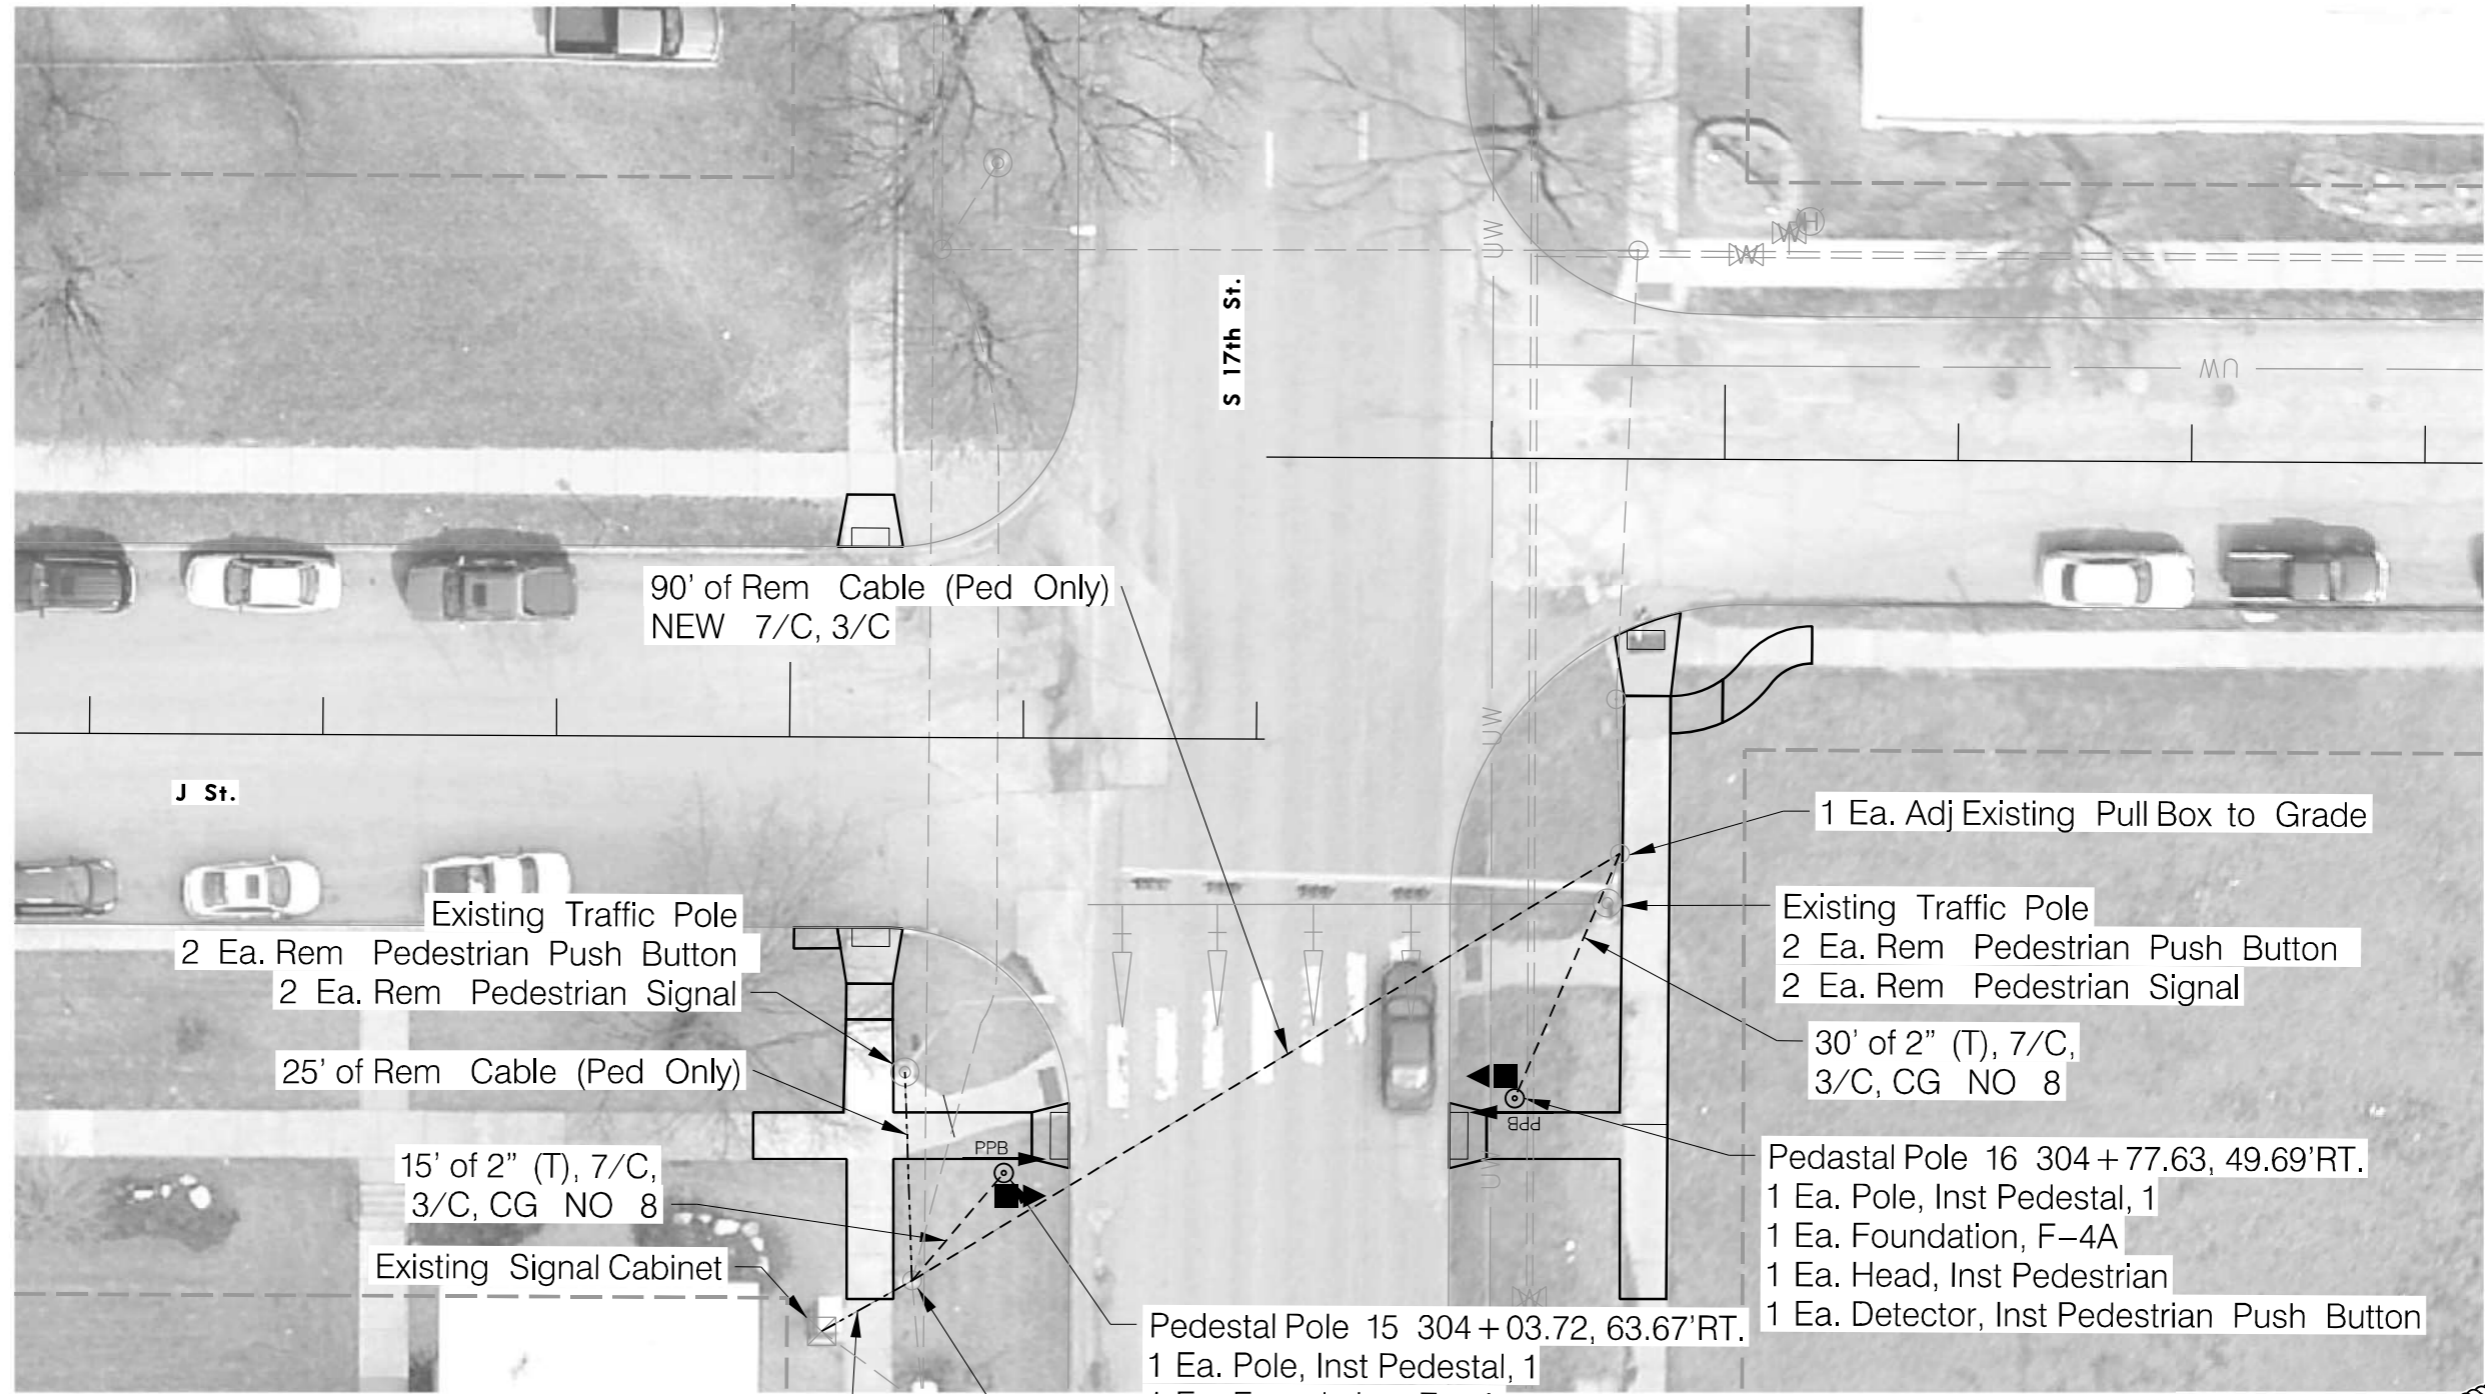 S 17th St.
UW
UW
90' of Rem Cable (Ped Only)
NEW 7/C, 3/C
UW
J St.
1 Ea. Adj Existing Pull Box to Grade
Existing Traffic Pole
2 Ea. Rem Pedestrian Push Button
2 Ea. Rem Pedestrian Signal
Existing Traffic Pole
2 Ea. Rem Pedestrian Push Button
2 Ea. Rem Pedestrian Signal
30' of 2" (T), 7/C,
3/C, CG NO 8
25' of Rem Cable (Ped Only)
PPB
PPB
15' of 2" (T), 7/C,
3/C, CG NO 8
UW
Pedastal Pole 16 304+77.63, 49.69'RT.
1 Ea. Pole, Inst Pedestal, 1
1 Ea. Foundation, F-4A
1 Ea. Head, Inst Pedestrian
1 Ea. Detector, Inst Pedestrian Push Button
Existing Signal Cabinet
Pedestal Pole 15 304+03.72, 63.67'RT.
1 Ea. Pole, Inst Pedestal, 1